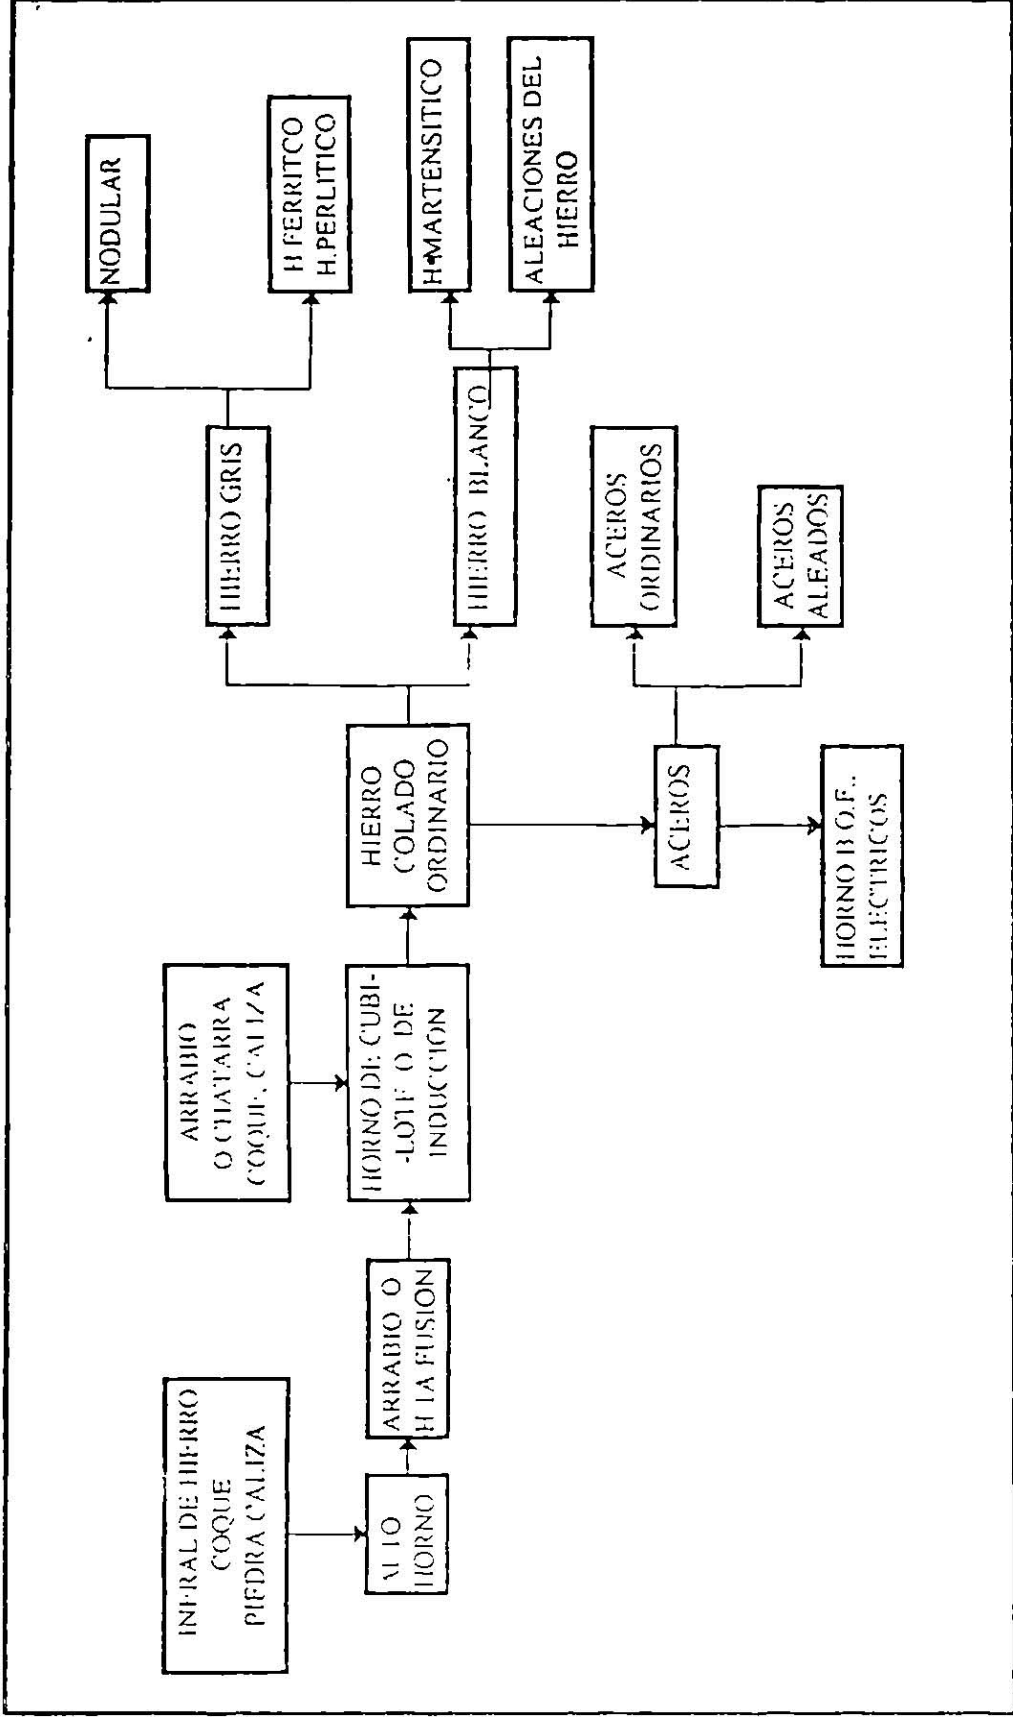 INERAL DE HIERRO
COQUE
PIEDRA CALIZA
ALTO
HORNO
ARRABIO O
H LA FUSION
ARRABIO
O CHATARRA
COQUE, CALIZA
HORNO DE CUBI-
-LOTE O DE
INDUCCION
HIERRO
COLADO
ORDINARIO
HIERRO GRIS
NODULAR
H FERRITCO
H.PERLITICO
HIERRO BLANCO
H.MARTENSITICO
ALEACIONES DEL
HIERRO
ACEROS
ACEROS
ORDINARIOS
ACEROS
ALEADOS
HORNO B O.F..
ELECTRICOS